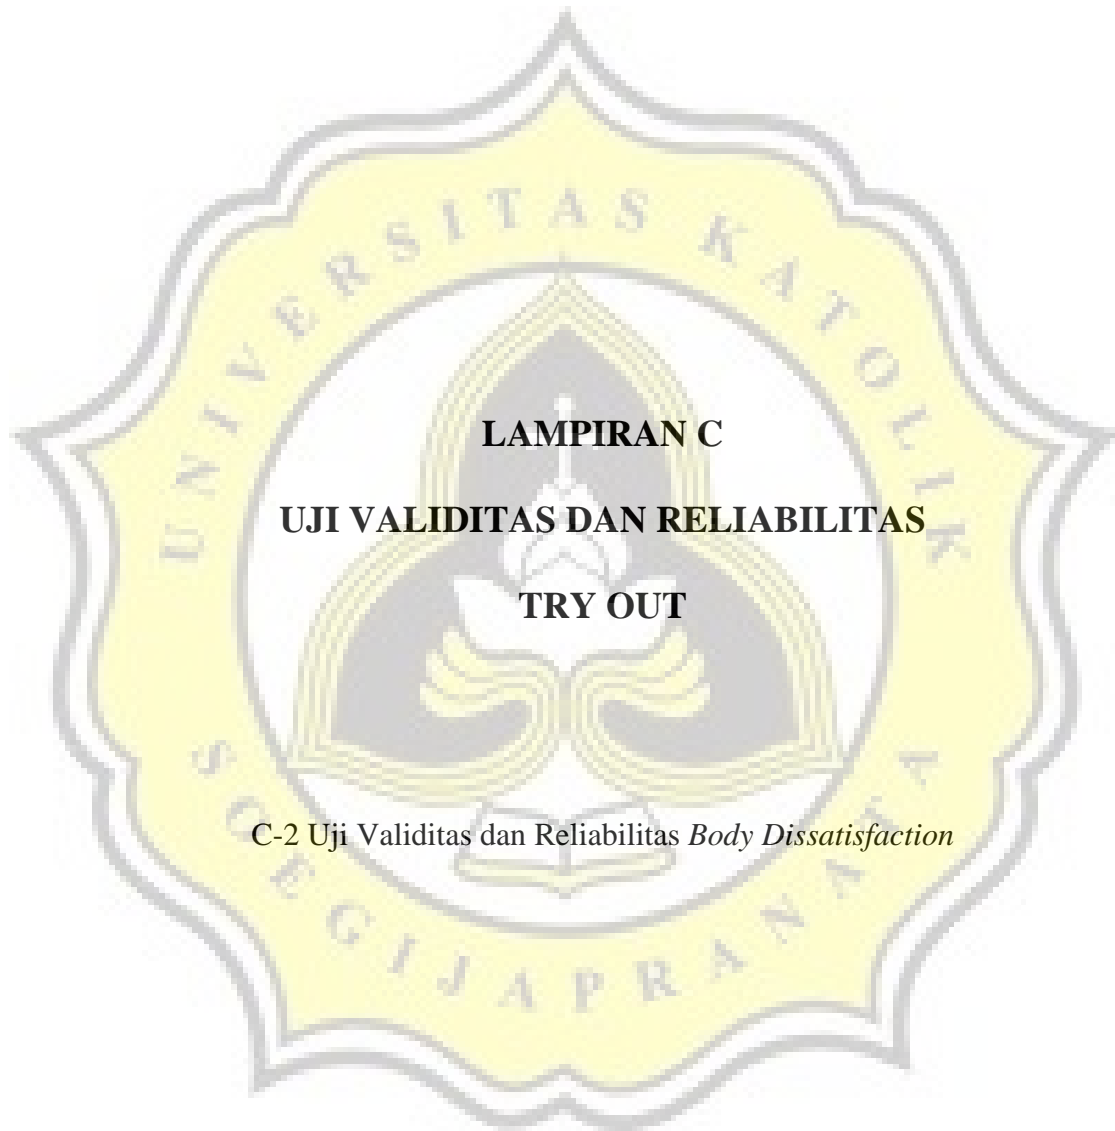 UNIVERSITAS KATOLIK
LAMPIRAN C
UJI VALIDITAS DAN RELIABILITAS
TRY OUT
C-2 Uji Validitas dan Reliabilitas Body Dissatisfaction
SOEGIJAPRANATA